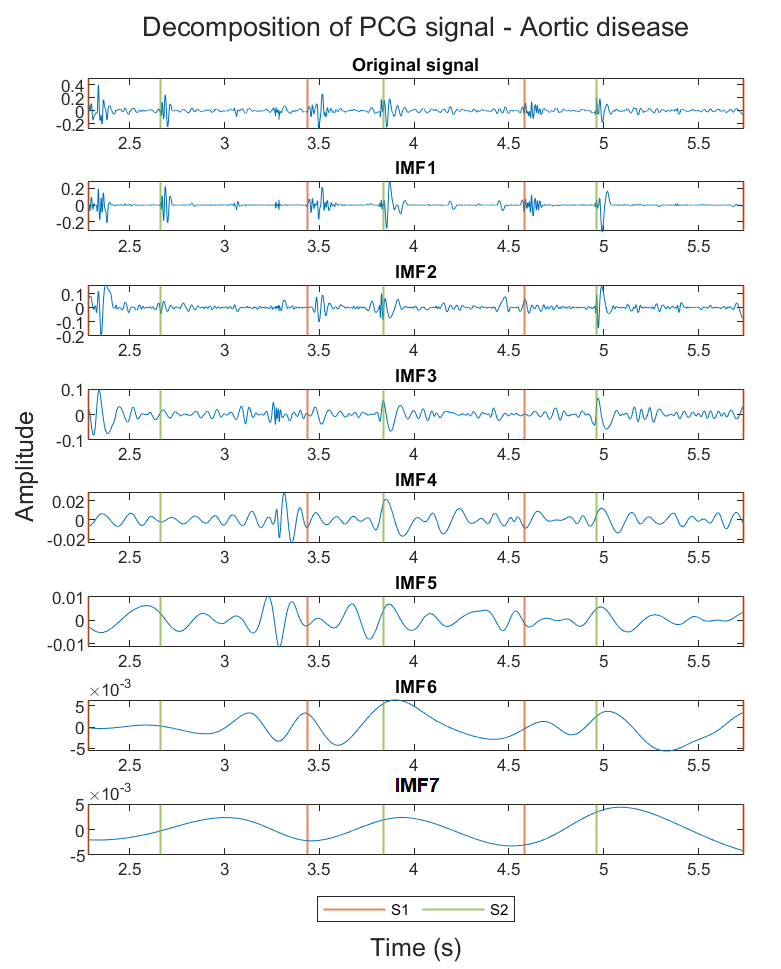 Decomposition of PCG signal - Aortic disease
Original signal
0.4
0.2
0
-0.2
2.5 3 3.5 4 4.5 5 5.5
IMF1
0.2
0
-0.2
2.5 3 3.5 4 4.5 5 5.5
IMF2
0.1
0
-0.1
-0.2
2.5 3 3.5 4 4.5 5 5.5
IMF3
0.1
0
-0.1
2.5 3 3.5 4 4.5 5 5.5
Amplitude
IMF4
0.02
0
-0.02
2.5 3 3.5 4 4.5 5 5.5
IMF5
0.01
0
-0.01
2.5 3 3.5 4 4.5 5 5.5
IMF6
×10⁻³
5
0
-5
2.5 3 3.5 4 4.5 5 5.5
IMF7
×10⁻³
5
0
-5
2.5 3 3.5 4 4.5 5 5.5
S1 S2
Time (s)